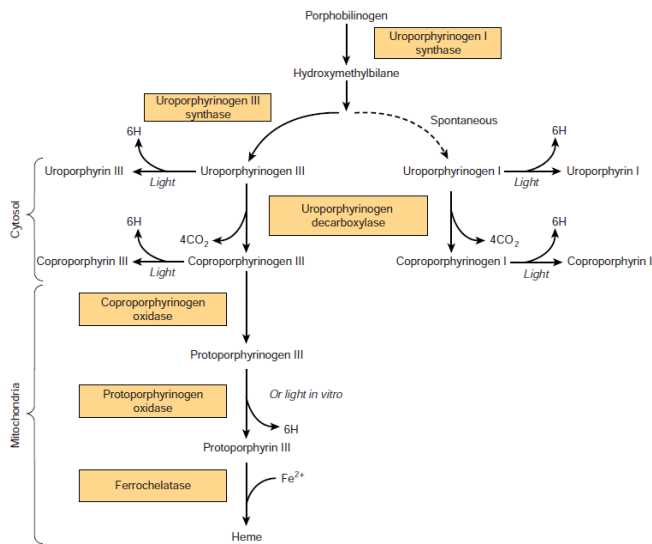 Porphobilinogen
Uroporphyrinogen I
synthase
Hydroxymethylbilane
Uroporphyrinogen III
synthase
Spontaneous
6H
6H
Uroporphyrin III
Light
Uroporphyrinogen III
Uroporphyrinogen I
Light
Uroporphyrin I
Cytosol
Uroporphyrinogen
decarboxylase
6H
4CO₂
4CO₂
6H
Coproporphyrin III
Light
Coproporphyrinogen III
Coproporphyrinogen I
Light
Coproporphyrin I
Coproporphyrinogen
oxidase
Mitochondria
Protoporphyrinogen III
Protoporphyrinogen
oxidase
Or light in vitro
6H
Protoporphyrin III
Ferrochelatase
Fe²⁺
Heme